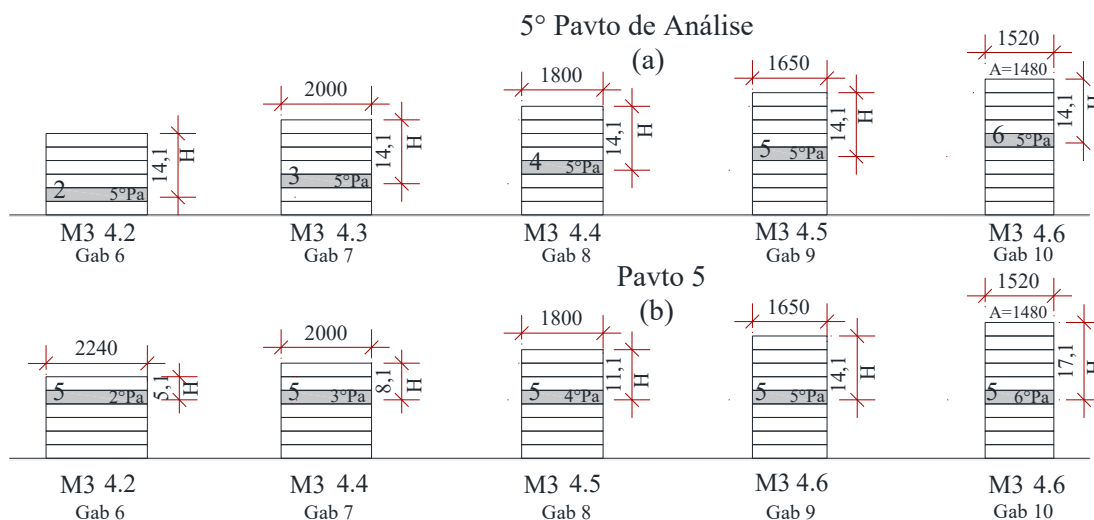 5° Pavto de Análise
(a)
2000
1800
1650
1520
A=1480
14,1
H
14,1
H
14,1
H
14,1
H
14,1
H
2
5°Pa
3
5°Pa
4
5°Pa
5
5°Pa
6
5°Pa
M3 4.2
M3 4.3
M3 4.4
M3 4.5
M3 4.6
Gab 6
Gab 7
Gab 8
Gab 9
Gab 10
Pavto 5
(b)
2240
2000
1800
1650
1520
A=1480
5,1
H
8,1
H
11,1
H
14,1
H
17,1
H
5
2°Pa
5
3°Pa
5
4°Pa
5
5°Pa
5
6°Pa
M3 4.2
M3 4.4
M3 4.5
M3 4.6
M3 4.6
Gab 6
Gab 7
Gab 8
Gab 9
Gab 10